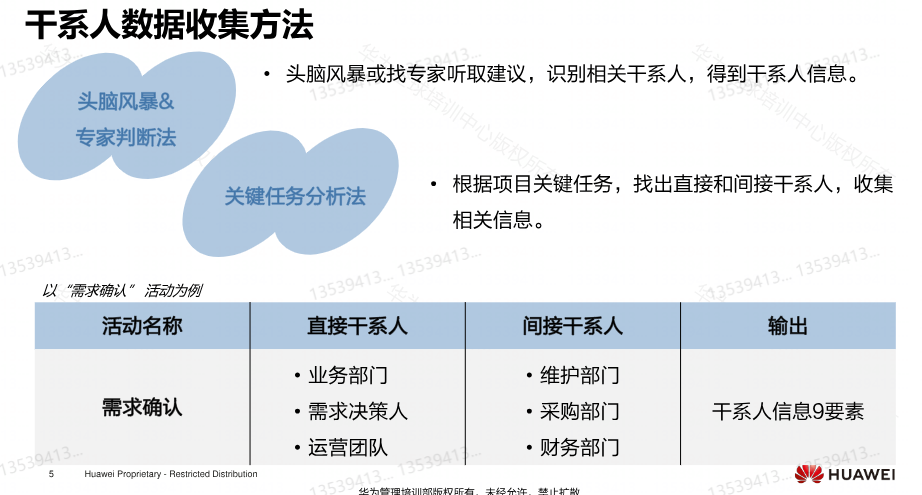 干系人数据收集方法
头脑风暴&
专家判断法
• 头脑风暴或找专家听取建议，识别相关干系人，得到干系人信息。
关键任务分析法
• 根据项目关键任务，找出直接和间接干系人，收集
相关信息。
以“需求确认”活动为例
活动名称 直接干系人 间接干系人 输出
需求确认
• 业务部门
• 需求决策人
• 运营团队
• 维护部门
• 采购部门
• 财务部门
干系人信息9要素
5 Huawei Proprietary - Restricted Distribution
HUAWEI
华为管理培训部版权所有，未经允许，禁止扩散
13539413... 13539413...